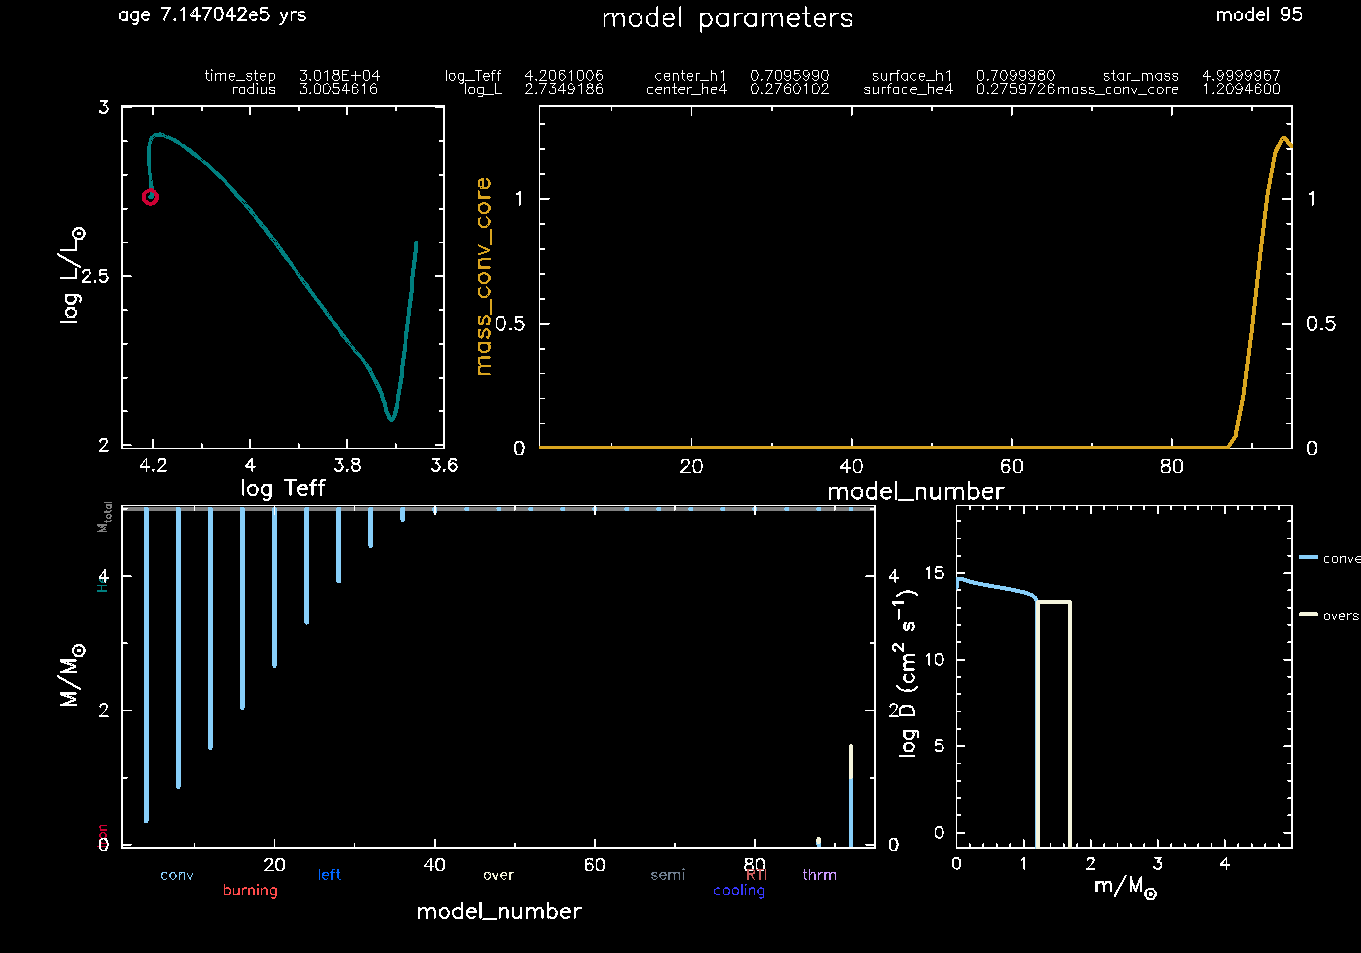 age 7.147042e5 yrs model parameters model 95
time_step 3.018E+04 log_Teff 4.2061006 center_h1 0.7095990 surface_h1 0.7099980 star_mass 4.9999967
radius 3.0054616 log_L 2.7349186 center_he4 0.2760102 surface_he4 0.2759726 mass_conv_core 1.2094600
3
2.5
2
log L/L⊙
4.2 4 3.8 3.6
log Teff
mass_conv_core
1
0.5
0
1
0.5
0
20 40 60 80
model_number
M/M⊙
Mtotal
He
4
2
0
4
2
0
20 40 60 80
conv left over semi RTI thrm
burning cooling
model_number
log D (cm² s⁻¹)
15
10
5
0
0 1 2 3 4
m/M⊙
conve
overs